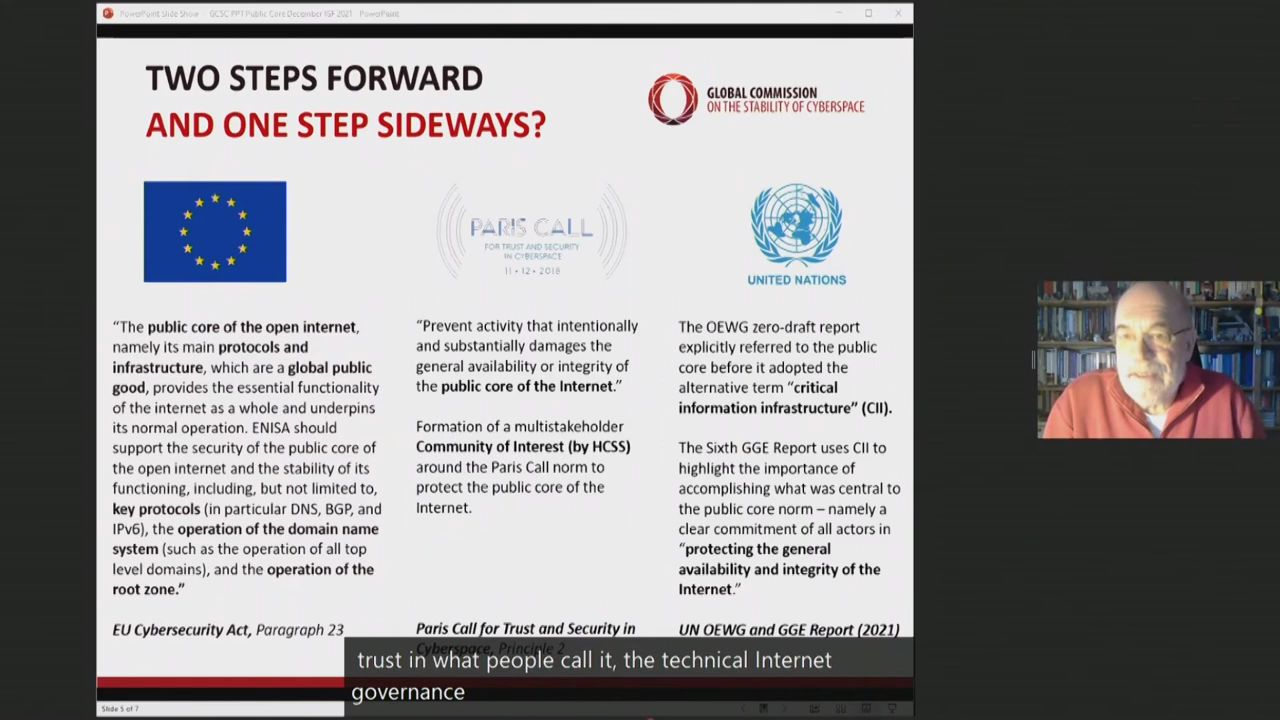 PowerPoint Slide Show - GCSC PPT Public Core December IGF 2021 - PowerPoint
TWO STEPS FORWARD
AND ONE STEP SIDEWAYS?
GLOBAL COMMISSION
ON THE STABILITY OF CYBERSPACE
PARIS CALL
FOR TRUST AND SECURITY
IN CYBERSPACE
11 • 12 • 2018
UNITED NATIONS
“The public core of the open internet,
namely its main protocols and
infrastructure, which are a global public
good, provides the essential functionality
of the internet as a whole and underpins
its normal operation. ENISA should
support the security of the public core of
the open internet and the stability of its
functioning, including, but not limited to,
key protocols (in particular DNS, BGP, and
IPv6), the operation of the domain name
system (such as the operation of all top
level domains), and the operation of the
root zone.”
EU Cybersecurity Act, Paragraph 23
“Prevent activity that intentionally
and substantially damages the
general availability or integrity of
the public core of the Internet.”
Formation of a multistakeholder
Community of Interest (by HCSS)
around the Paris Call norm to
protect the public core of the
Internet.
Paris Call for Trust and Security in
Cyberspace, Principle 2
The OEWG zero-draft report
explicitly referred to the public
core before it adopted the
alternative term “critical
information infrastructure” (CII).
The Sixth GGE Report uses CII to
highlight the importance of
accomplishing what was central to
the public core norm – namely a
clear commitment of all actors in
“protecting the general
availability and integrity of the
Internet.”
UN OEWG and GGE Report (2021)
trust in what people call it, the technical Internet
governance
Slide 5 of 7